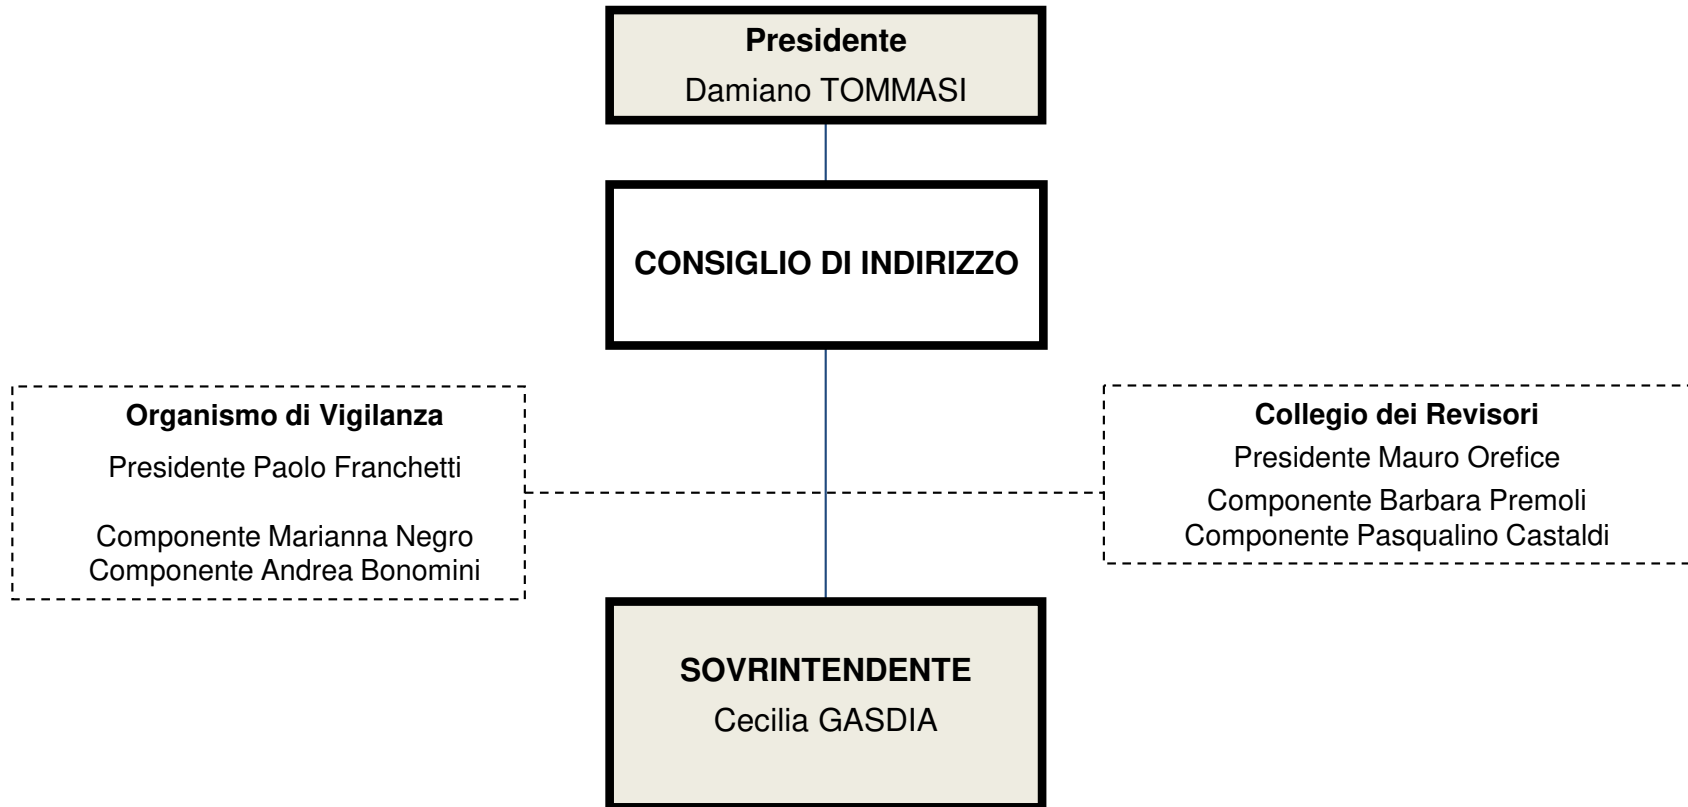 Presidente
Damiano TOMMASI
CONSIGLIO DI INDIRIZZO
Organismo di Vigilanza
Presidente Paolo Franchetti
Componente Marianna Negro
Componente Andrea Bonomini
Collegio dei Revisori
Presidente Mauro Orefice
Componente Barbara Premoli
Componente Pasqualino Castaldi
SOVRINTENDENTE
Cecilia GASDIA